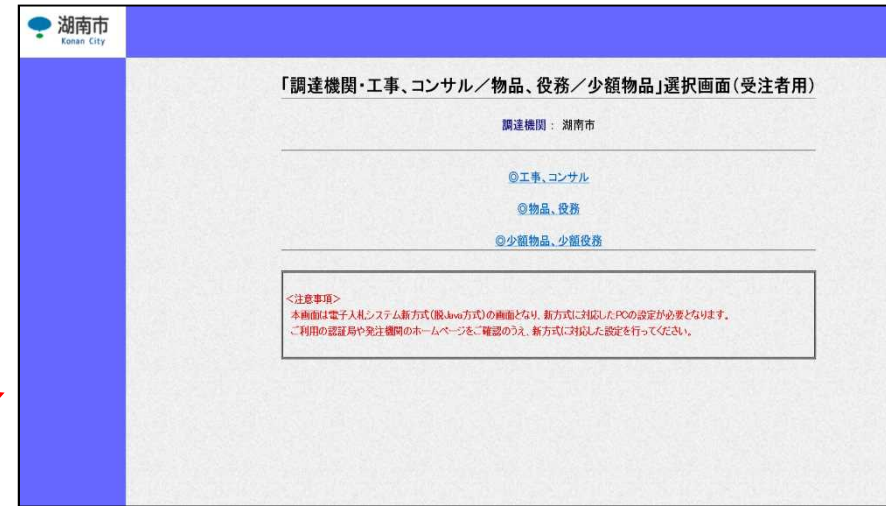 湖南市
Konan City
「調達機関・工事、コンサル／物品、役務／少額物品」選択画面(受注者用)
調達機関： 湖南市
◎工事、コンサル
◎物品、役務
◎少額物品、少額役務
<注意事項>
本画面は電子入札システム新方式(脱Java方式)の画面となり、新方式に対応したPCの設定が必要となります。
ご利用の認証局や発注機関のホームページをご確認のうえ、新方式に対応した設定を行ってください。